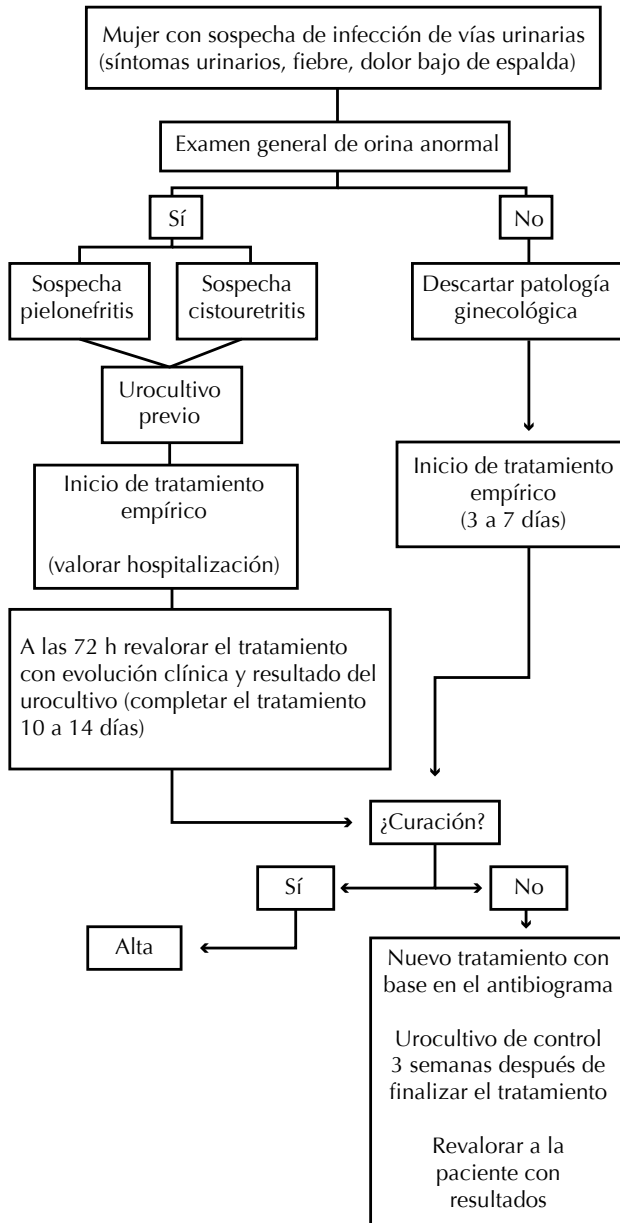 Mujer con sospecha de infección de vías urinarias
(síntomas urinarios, fiebre, dolor bajo de espalda)
Examen general de orina anormal
Sí
No
Sospecha
pielonefritis
Sospecha
cistouretritis
Descartar patología
ginecológica
Urocultivo
previo
Inicio de tratamiento
empírico
(valorar hospitalización)
Inicio de tratamiento
empírico
(3 a 7 días)
A las 72 h revalorar el tratamiento
con evolución clínica y resultado del
urocultivo (completar el tratamiento
10 a 14 días)
¿Curación?
Sí
No
Alta
Nuevo tratamiento con
base en el antibiograma
Urocultivo de control
3 semanas después de
finalizar el tratamiento
Revalorar a la
paciente con
resultados